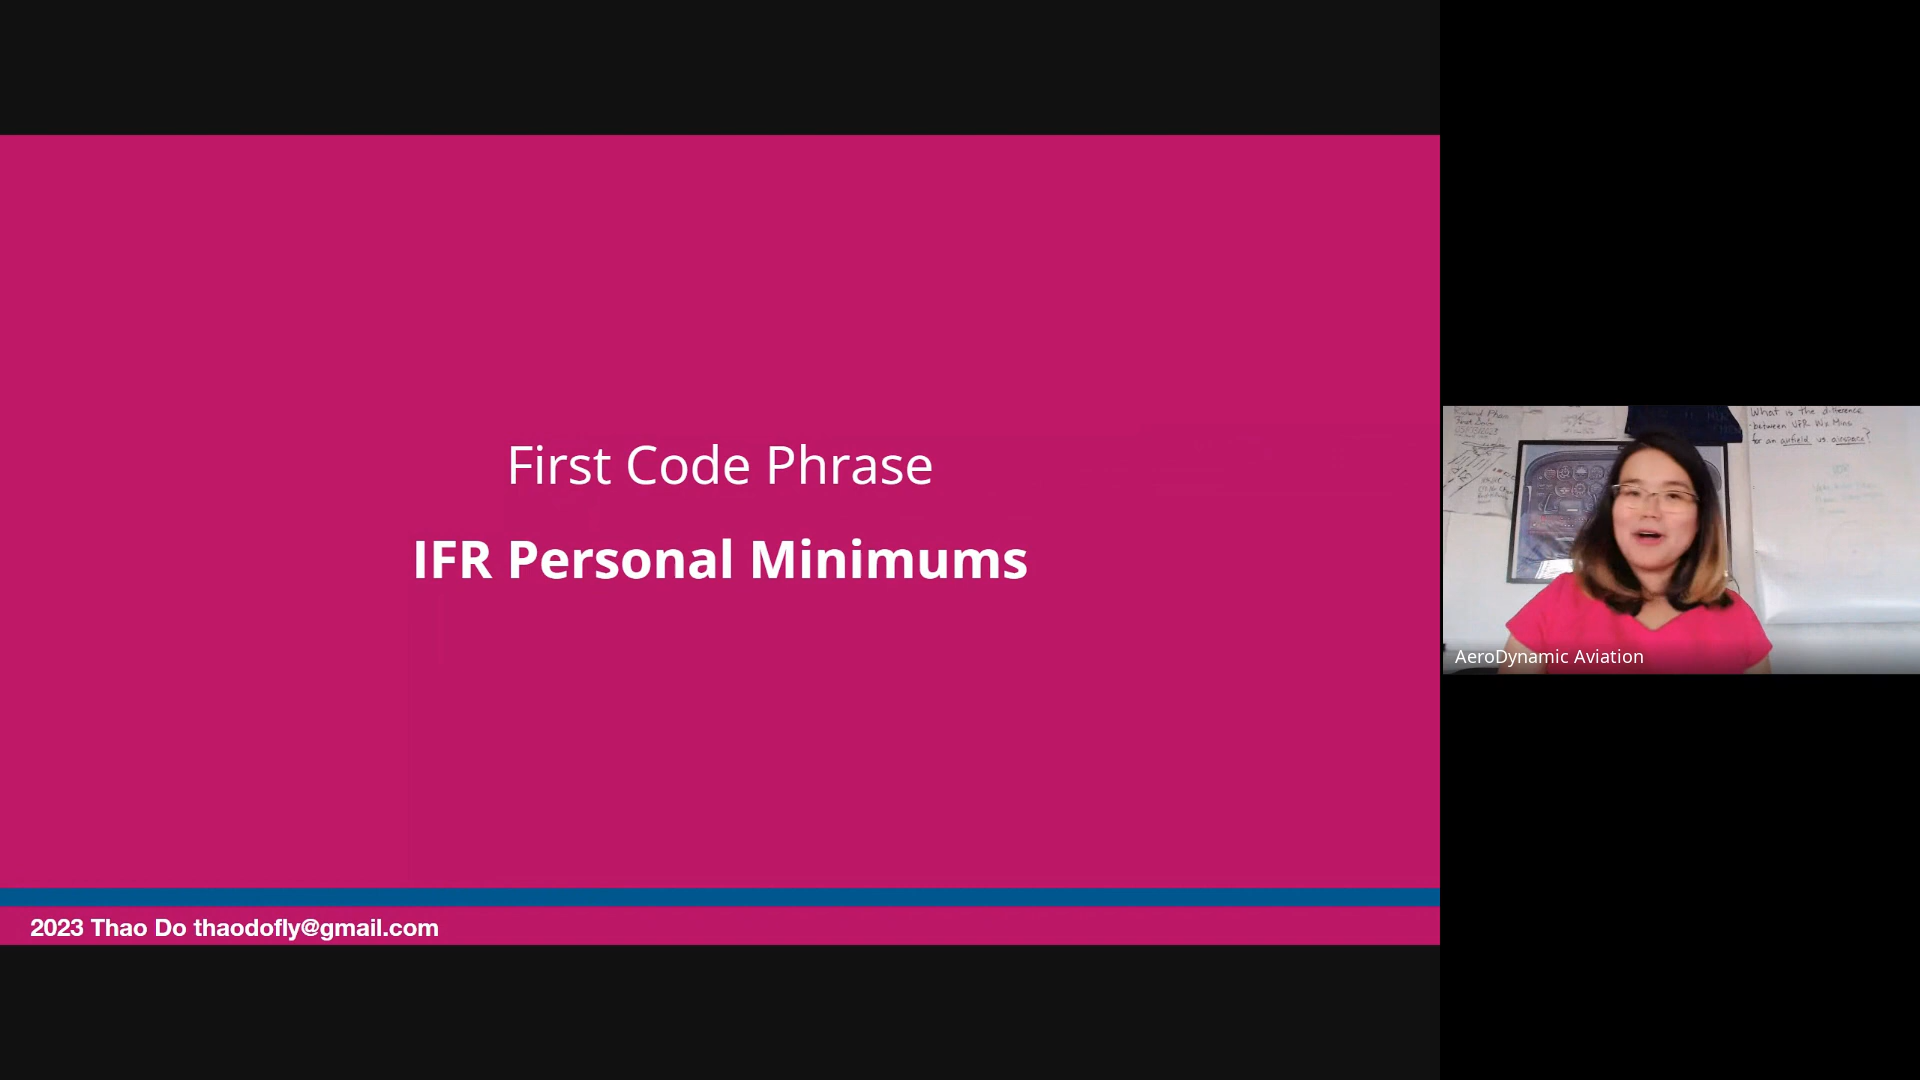 First Code Phrase
IFR Personal Minimums
2023 Thao Do thaodofly@gmail.com
What is the difference
between VFR Wx Mins
for an airfield vs airspace?
AeroDynamic Aviation